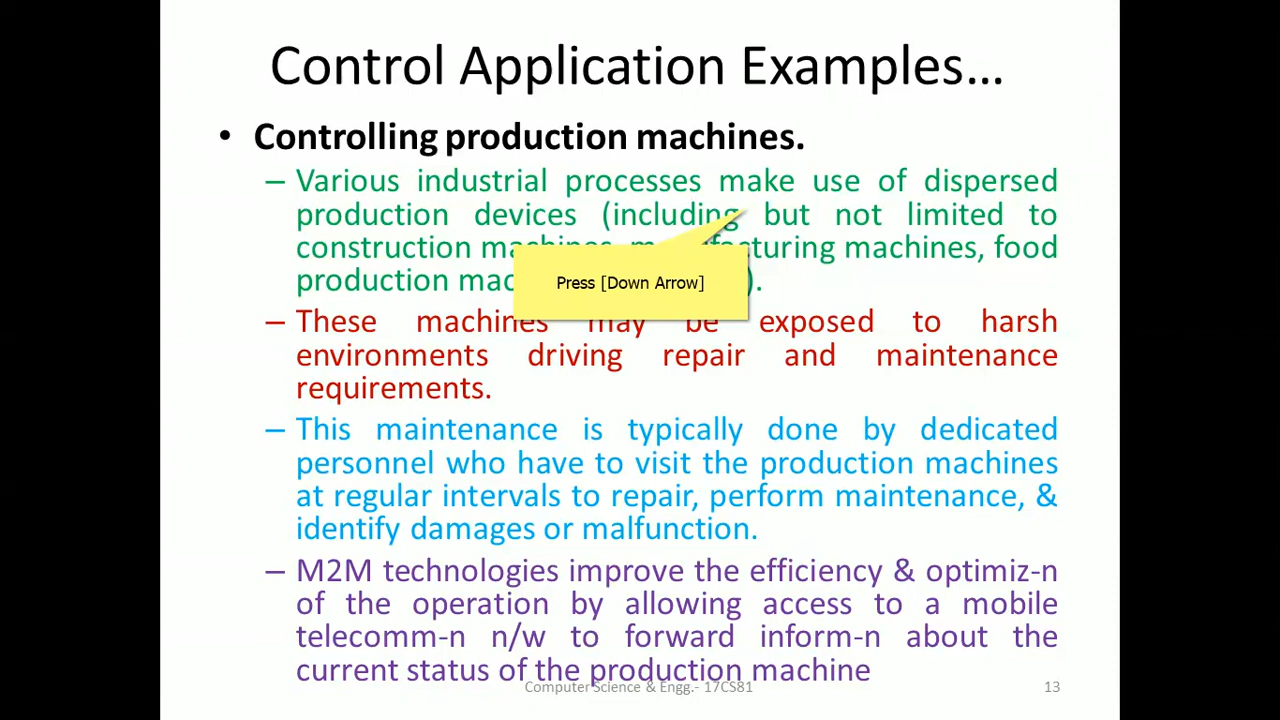 Control Application Examples…
• Controlling production machines.
– Various industrial processes make use of dispersed
production devices (including but not limited to
construction machines, manufacturing machines, food
production ).
– These machines may be exposed to harsh
environments driving repair and maintenance
requirements.
– This maintenance is typically done by dedicated
personnel who have to visit the production machines
at regular intervals to repair, perform maintenance, &
identify damages or malfunction.
– M2M technologies improve the efficiency & optimiz-n
of the operation by allowing access to a mobile
telecomm-n n/w to forward inform-n about the
current status of the production machine
Press [Down Arrow]
Computer Science & Engg.- 17CS81
13